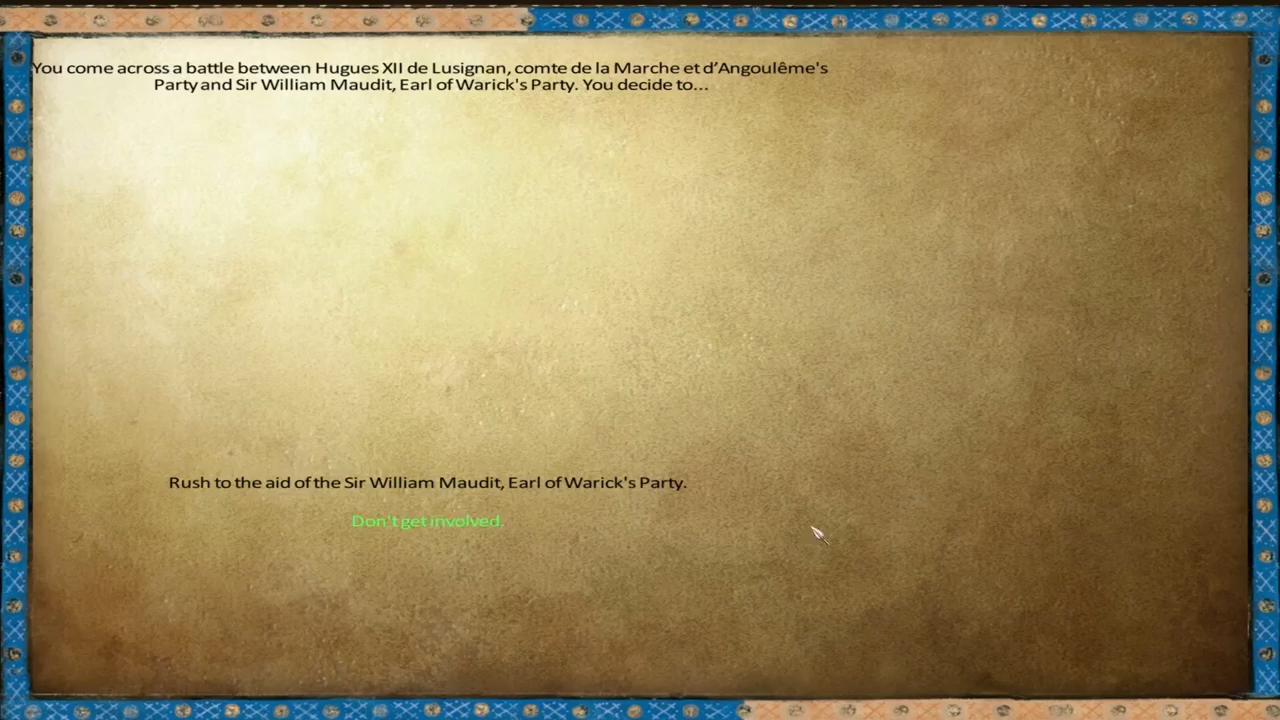 You come across a battle between Hugues XII de Lusignan, comte de la Marche et d’Angoulême's
Party and Sir William Maudit, Earl of Warick's Party. You decide to...
Rush to the aid of the Sir William Maudit, Earl of Warick's Party.
Don't get involved.